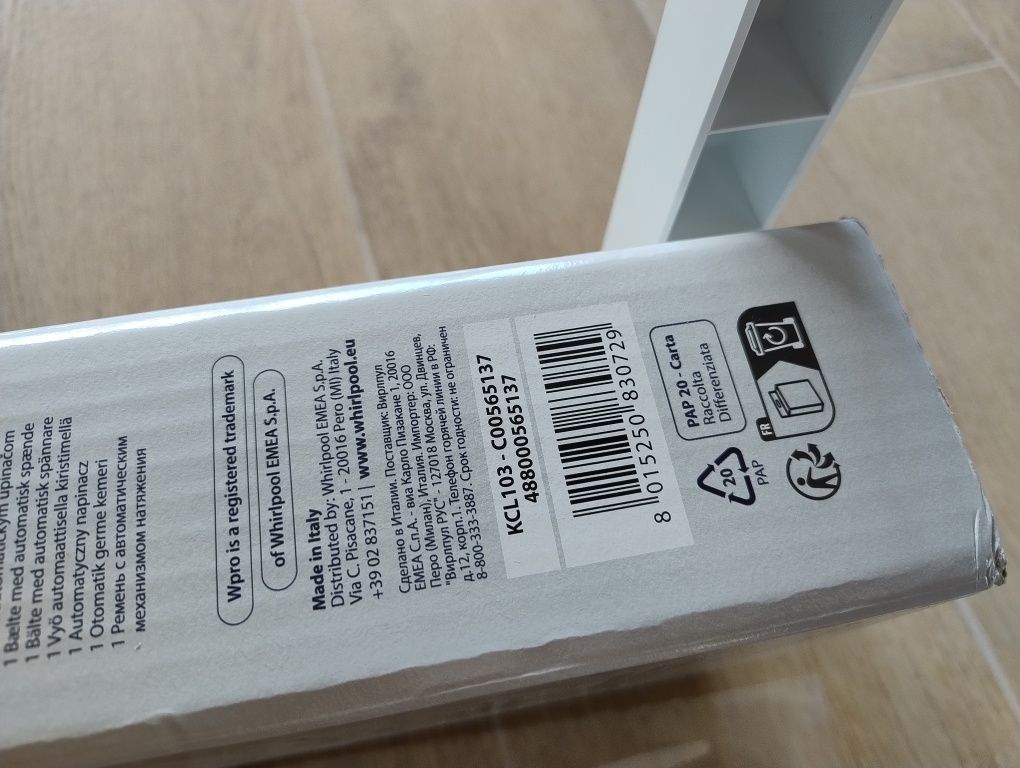 1 Bælte med automatisk spænde
1 Bälte med automatisk spännare
1 Vyö automaattisella kiristimellä
1 Automatyczny napinacz
1 Otomatik germe kemeri
1 Ремень с автоматическим
механизмом натяжения
Wpro is a registered trademark
of Whirlpool EMEA S.p.A.
Made in Italy
Distributed by: Whirlpool EMEA S.p.A.
Via C. Pisacane, 1 - 20016 Pero (MI) Italy
+39 02 837151 | www.whirlpool.eu
Сделано в Италии. Поставщик: Вирлпул
ЕМЕА С.п.А. - виа Карло Пизакане 1, 20016
Перо (Милан), Италия. Импортер: ООО
"Вирлпул РУС" - 127018 Москва, ул. Двинцев,
д.12, корп.1. Телефон горячей линии в РФ:
8-800-333-3887. Срок годности: не ограничен
KCL103 - C00565137
488000565137
8 015250 830729
PAP 20 - Carta
Raccolta
Differenziata
20
PAP
FR